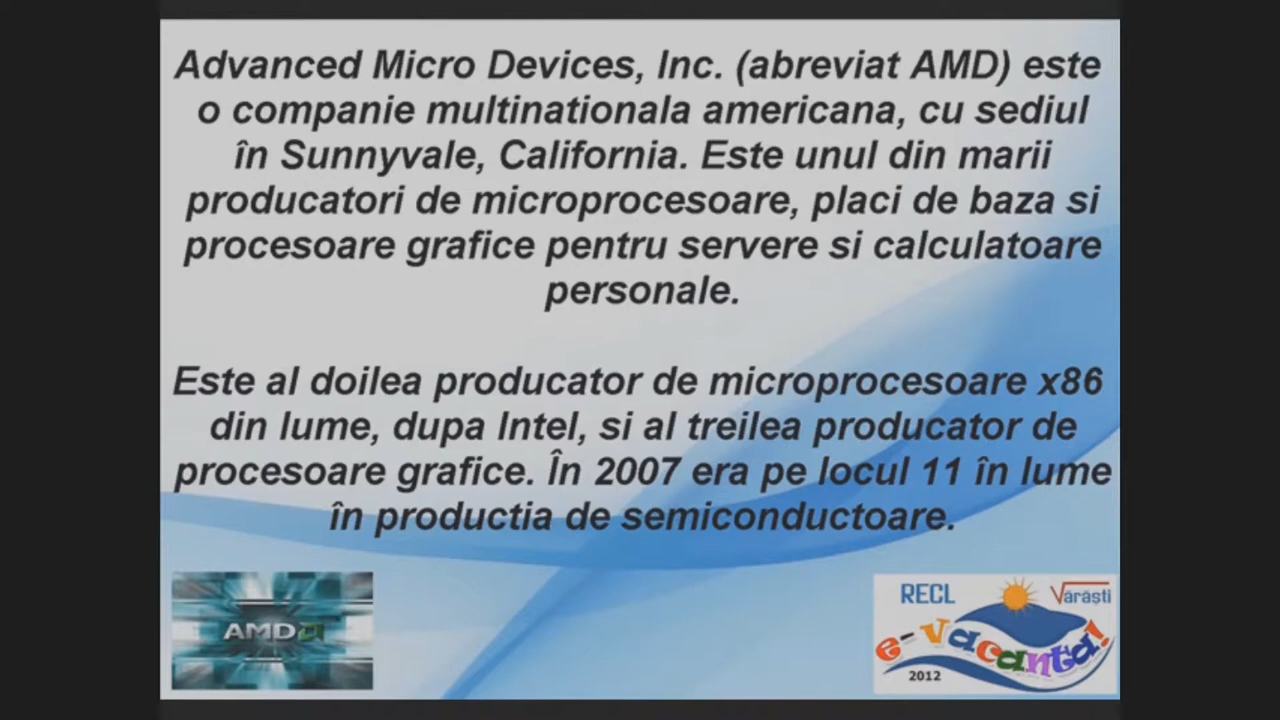 Advanced Micro Devices, Inc. (abreviat AMD) este
o companie multinationala americana, cu sediul
în Sunnyvale, California. Este unul din marii
producatori de microprocesoare, placi de baza si
procesoare grafice pentru servere si calculatoare
personale.
Este al doilea producator de microprocesoare x86
din lume, dupa Intel, si al treilea producator de
procesoare grafice. În 2007 era pe locul 11 în lume
în productia de semiconductoare.
AMD
RECL
Vărăști
e-vacanta!
2012